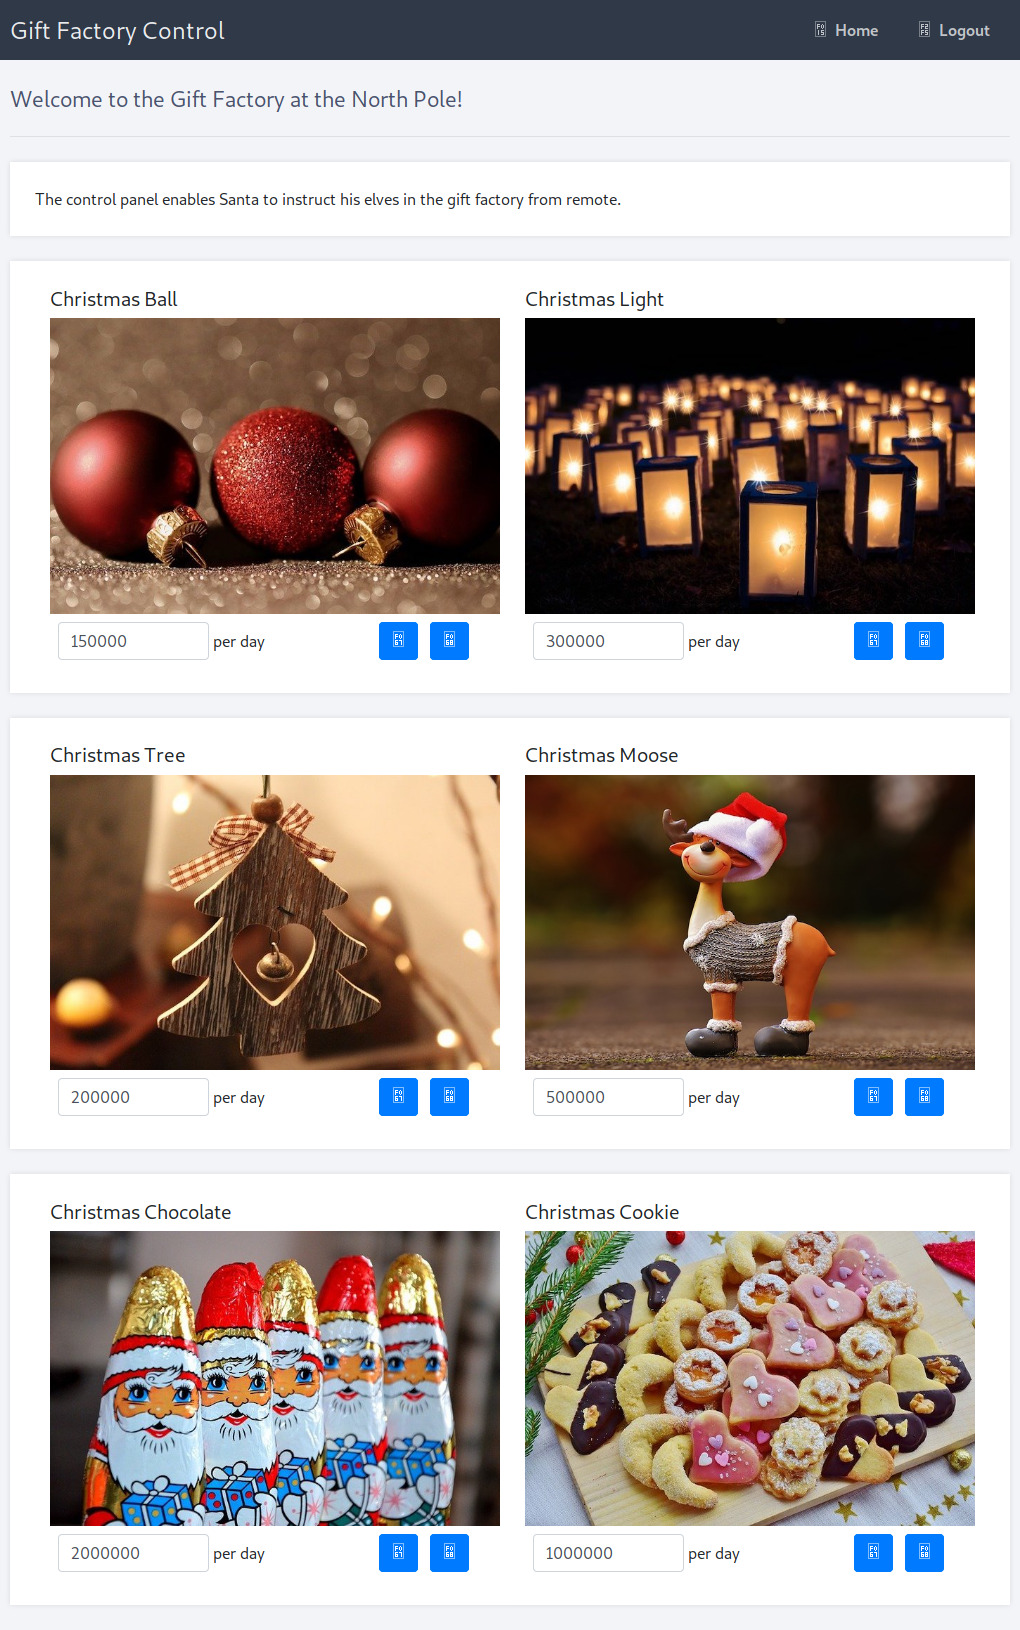 Gift Factory Control
Home
Logout
Welcome to the Gift Factory at the North Pole!
The control panel enables Santa to instruct his elves in the gift factory from remote.
Christmas Ball
Christmas Light
150000 per day
300000 per day
Christmas Tree
Christmas Moose
200000 per day
500000 per day
Christmas Chocolate
Christmas Cookie
2000000 per day
1000000 per day